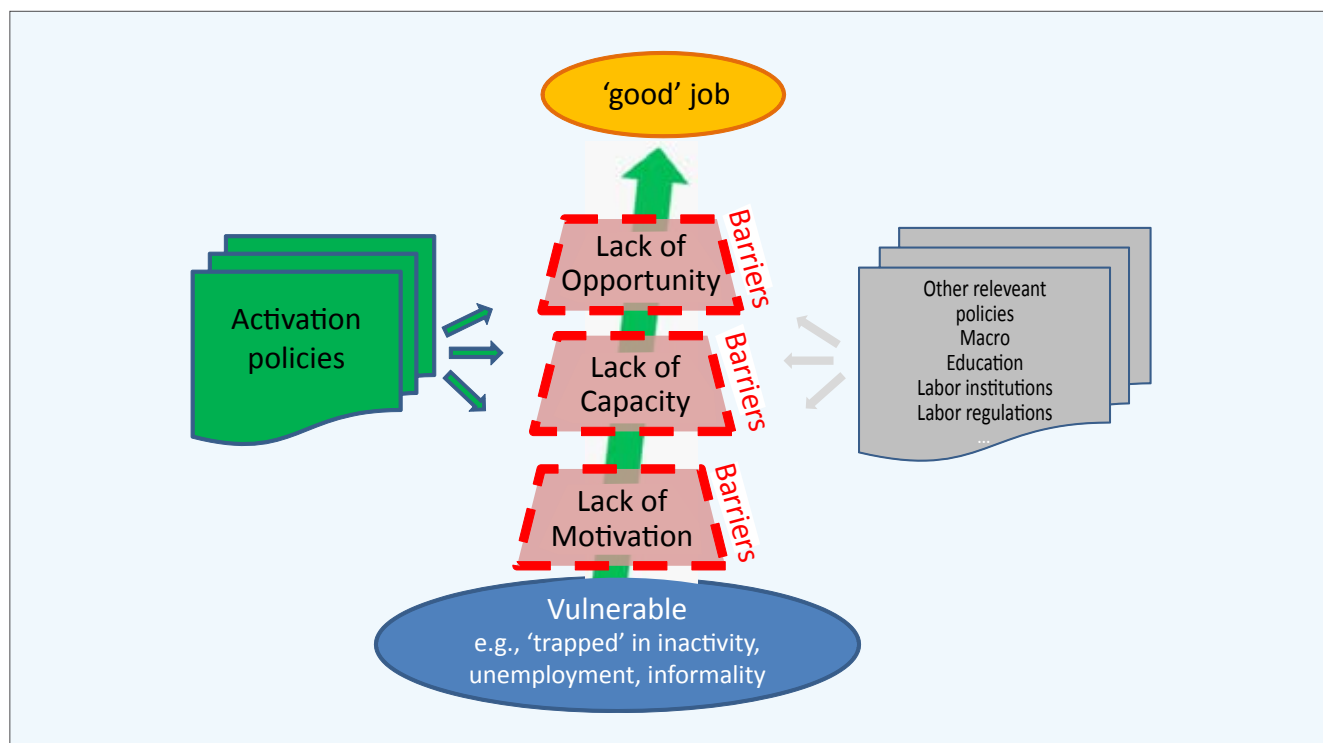 ‘good’ job
Lack of
Opportunity
Barriers
Activation
policies
Other releveant
policies
Macro
Education
Labor institutions
Labor regulations
...
Lack of
Capacity
Barriers
Lack of
Motivation
Barriers
Vulnerable
e.g., ‘trapped’ in inactivity,
unemployment, informality